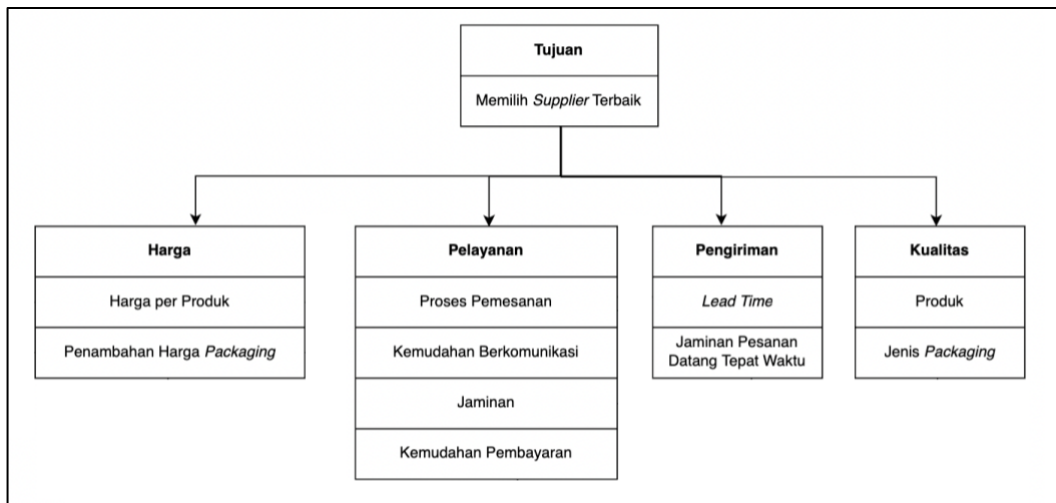 Tujuan
Memilih Supplier Terbaik
Harga
Harga per Produk
Penambahan Harga Packaging
Pelayanan
Proses Pemesanan
Kemudahan Berkomunikasi
Jaminan
Kemudahan Pembayaran
Pengiriman
Lead Time
Jaminan Pesanan
Datang Tepat Waktu
Kualitas
Produk
Jenis Packaging